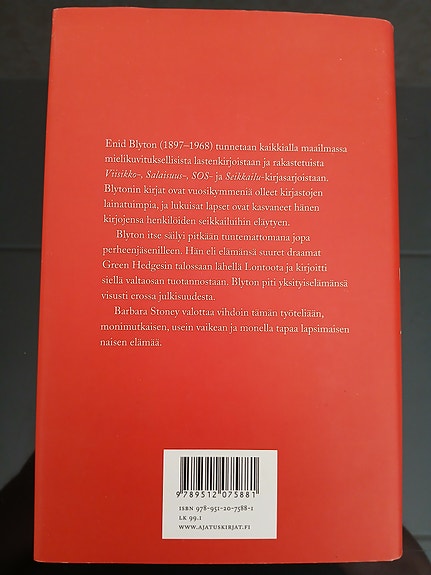 Enid Blyton (1897–1968) tunnetaan kaikkialla maailmassa
mielikuvituksellisista lastenkirjoistaan ja rakastetuista
Viisikko-, Salaisuus-, SOS- ja Seikkailu-kirjasarjoistaan.
Blytonin kirjat ovat vuosikymmeniä olleet kirjastojen
lainatuimpia, ja lukuisat lapset ovat kasvaneet hänen
kirjojensa henkilöiden seikkailuihin eläytyen.
Blyton itse säilyi pitkään tuntemattomana jopa
perheenjäsenilleen. Hän eli elämänsä suuret draamat
Green Hedgesin talossaan lähellä Lontoota ja kirjoitti
siellä valtaosan tuotannostaan. Blyton piti yksityiselämänsä
visusti erossa julkisuudesta.
Barbara Stoney valottaa vihdoin tämän työteliään,
monimutkaisen, usein vaikean ja monella tapaa lapsimaisen
naisen elämää.
9789512075881
ISBN 978-951-20-7588-1
LK 99.1
WWW.AJATUSKIRJAT.FI